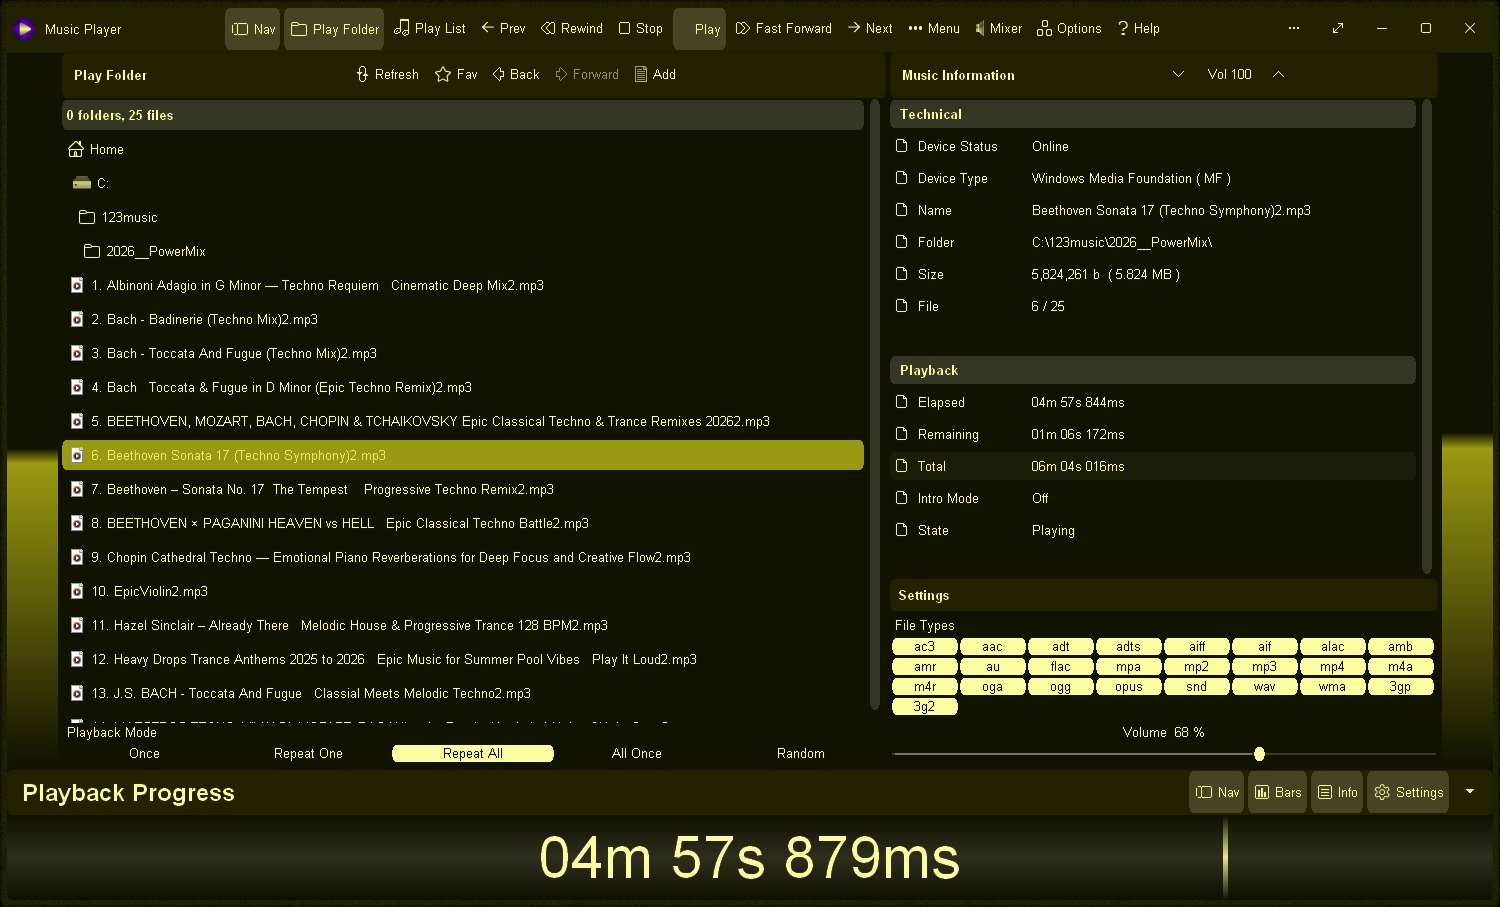 Music Player Nav Play Folder Play List Prev Rewind Stop Play Fast Forward Next Menu Mixer Options Help
Play Folder Refresh Fav Back Forward Add
0 folders, 25 files
Home
C:
123music
2026__PowerMix
1. Albinoni Adagio in G Minor — Techno Requiem   Cinematic Deep Mix2.mp3
2. Bach - Badinerie (Techno Mix)2.mp3
3. Bach - Toccata And Fugue (Techno Mix)2.mp3
4. Bach   Toccata & Fugue in D Minor (Epic Techno Remix)2.mp3
5. BEETHOVEN, MOZART, BACH, CHOPIN & TCHAIKOVSKY Epic Classical Techno & Trance Remixes 20262.mp3
6. Beethoven Sonata 17 (Techno Symphony)2.mp3
7. Beethoven – Sonata No. 17  The Tempest    Progressive Techno Remix2.mp3
8. BEETHOVEN × PAGANINI HEAVEN vs HELL   Epic Classical Techno Battle2.mp3
9. Chopin Cathedral Techno — Emotional Piano Reverberations for Deep Focus and Creative Flow2.mp3
10. EpicViolin2.mp3
11. Hazel Sinclair – Already There   Melodic House & Progressive Trance 128 BPM2.mp3
12. Heavy Drops Trance Anthems 2025 to 2026   Epic Music for Summer Pool Vibes   Play It Loud2.mp3
13. J.S. BACH - Toccata And Fugue   Classial Meets Melodic Techno2.mp3
Playback Mode
Once Repeat One Repeat All All Once Random
Music Information Vol 100
Technical
Device Status Online
Device Type Windows Media Foundation ( MF )
Name Beethoven Sonata 17 (Techno Symphony)2.mp3
Folder C:\123music\2026__PowerMix\
Size 5,824,261 b  ( 5.824 MB )
File 6 / 25
Playback
Elapsed 04m 57s 844ms
Remaining 01m 06s 172ms
Total 06m 04s 016ms
Intro Mode Off
State Playing
Settings
File Types
ac3 aac adt adts aiff aif alac amb
amr au flac mpa mp2 mp3 mp4 m4a
m4r oga ogg opus snd wav wma 3gp
3g2
Volume  68 %
Playback Progress Nav Bars Info Settings
04m 57s 879ms